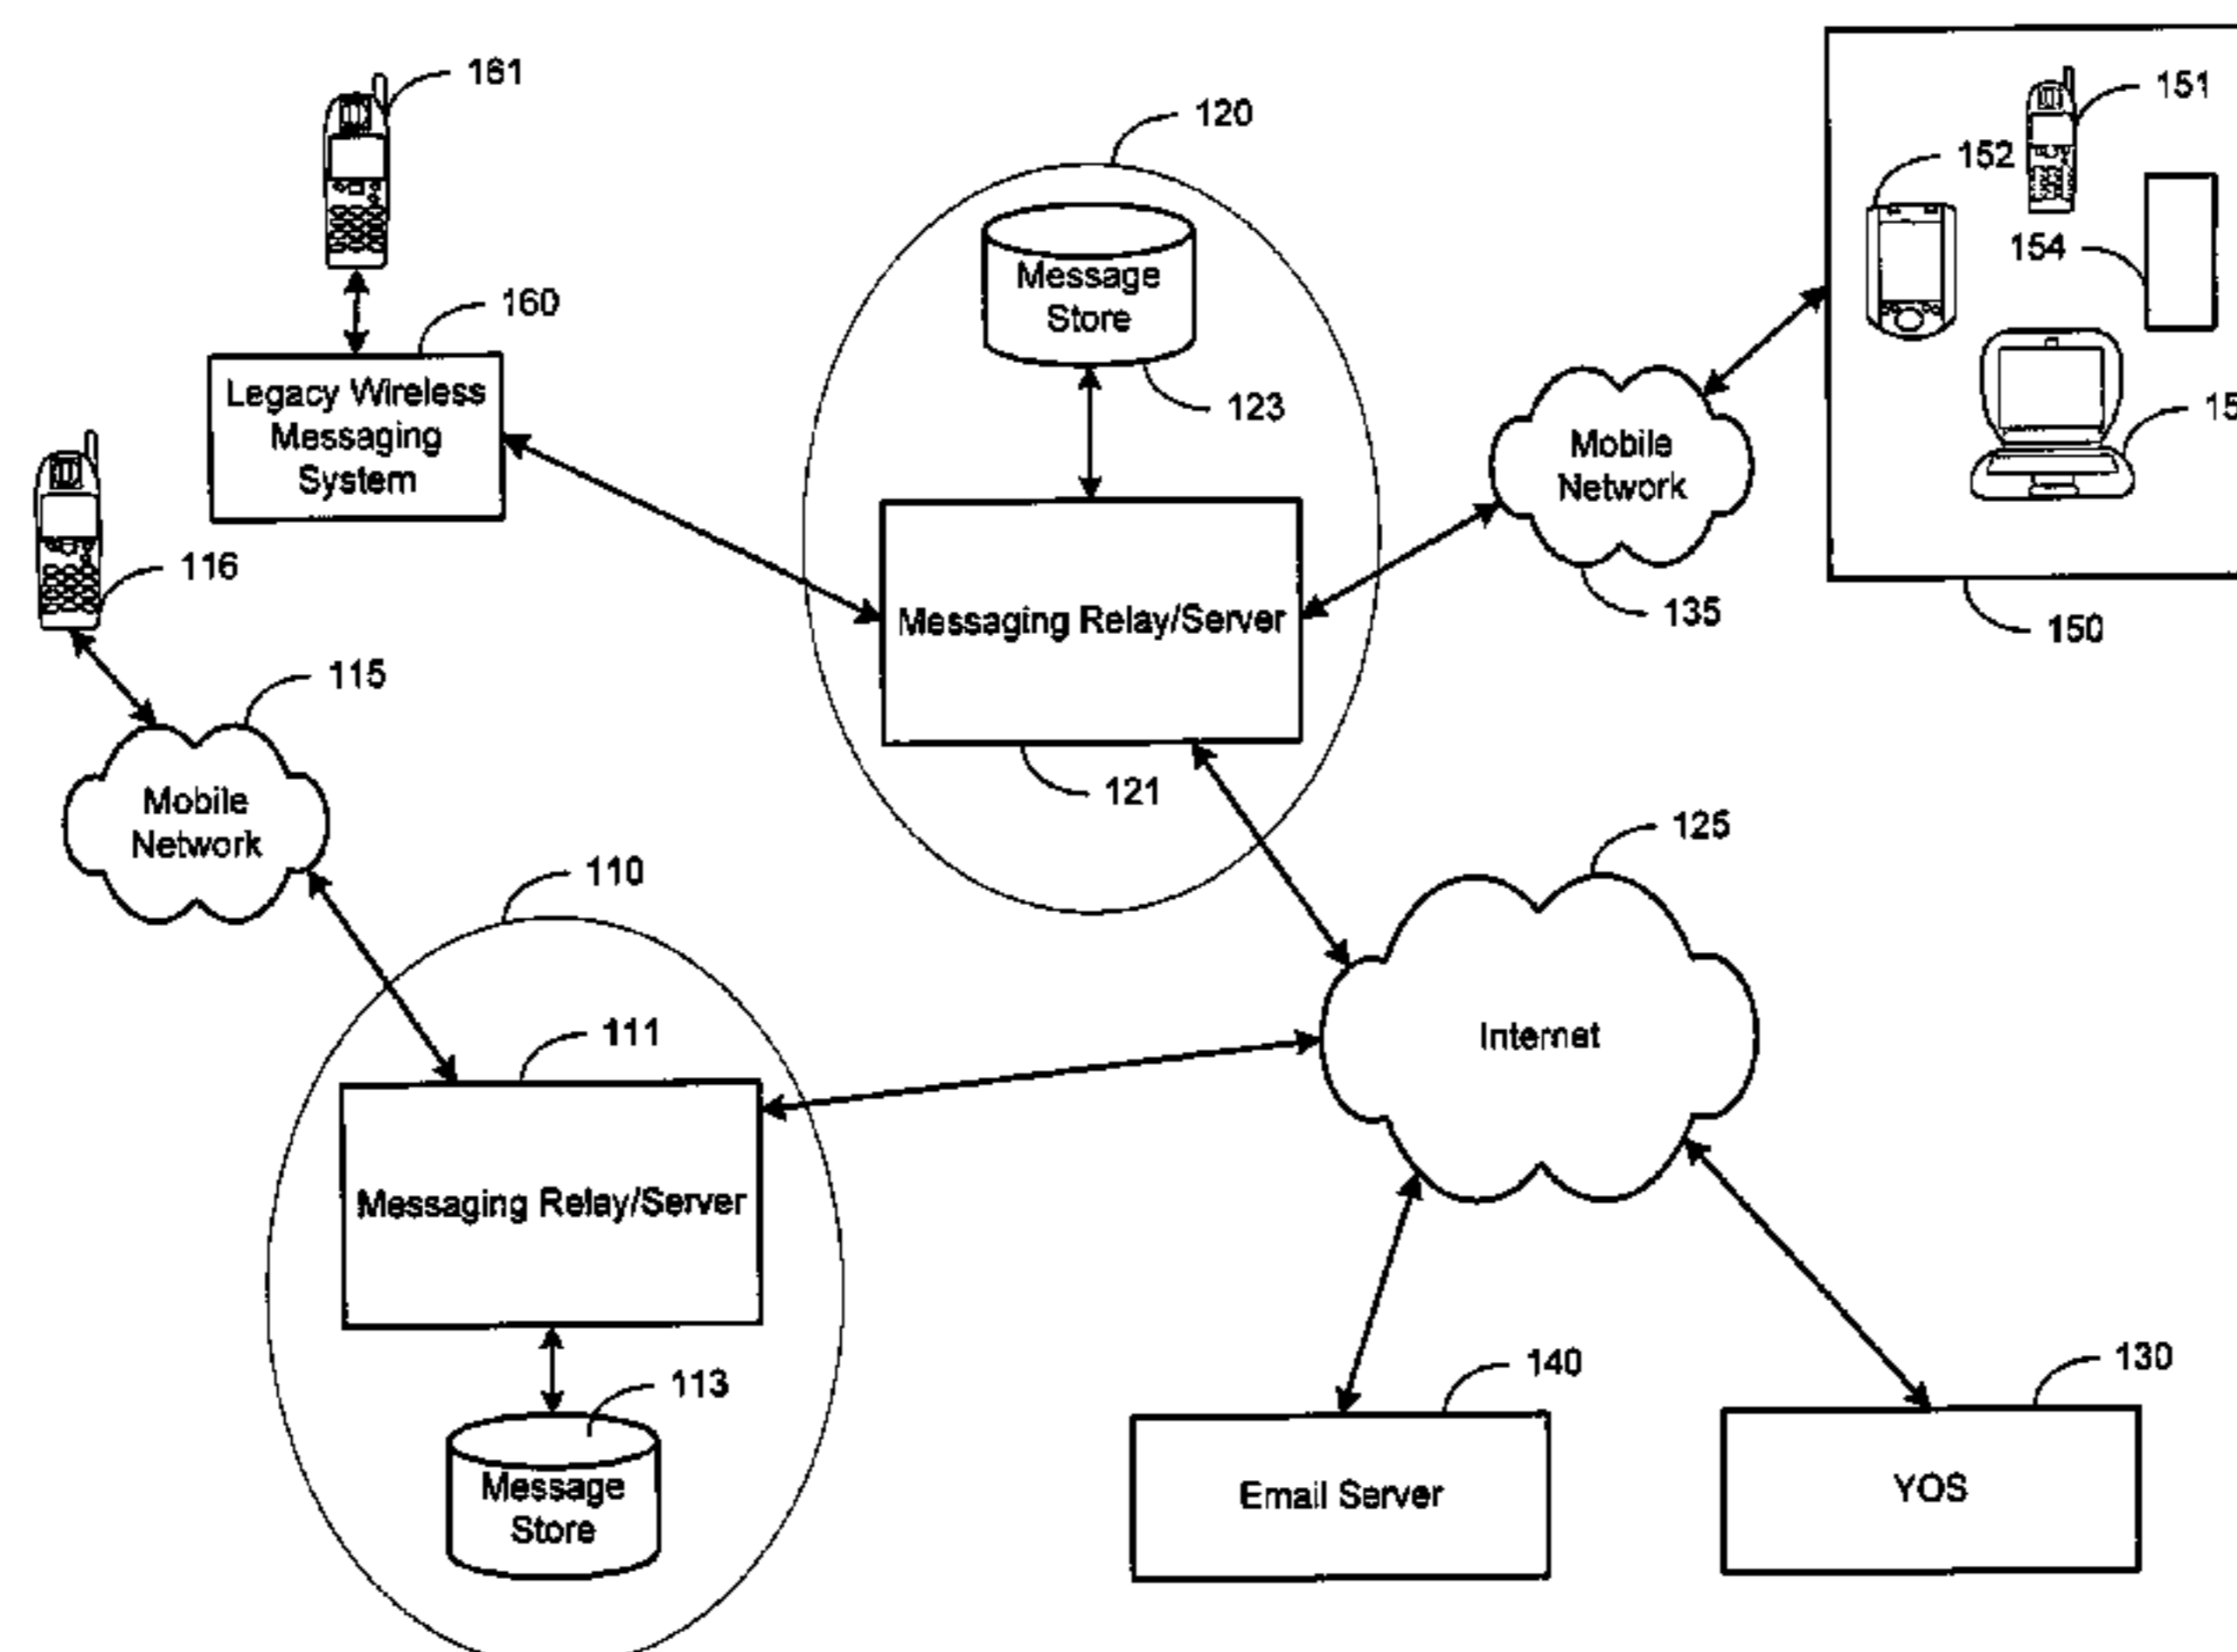 161
120
151
152
160
Message
Store
154
Legacy Wireless
Messaging
System
123
Mobile
Network
116
Messaging Relay/Server
135
150
115
121
Mobile
Network
125
110
111
Internet
Messaging Relay/Server
140
130
113
Message
Store
Email Server
YOS